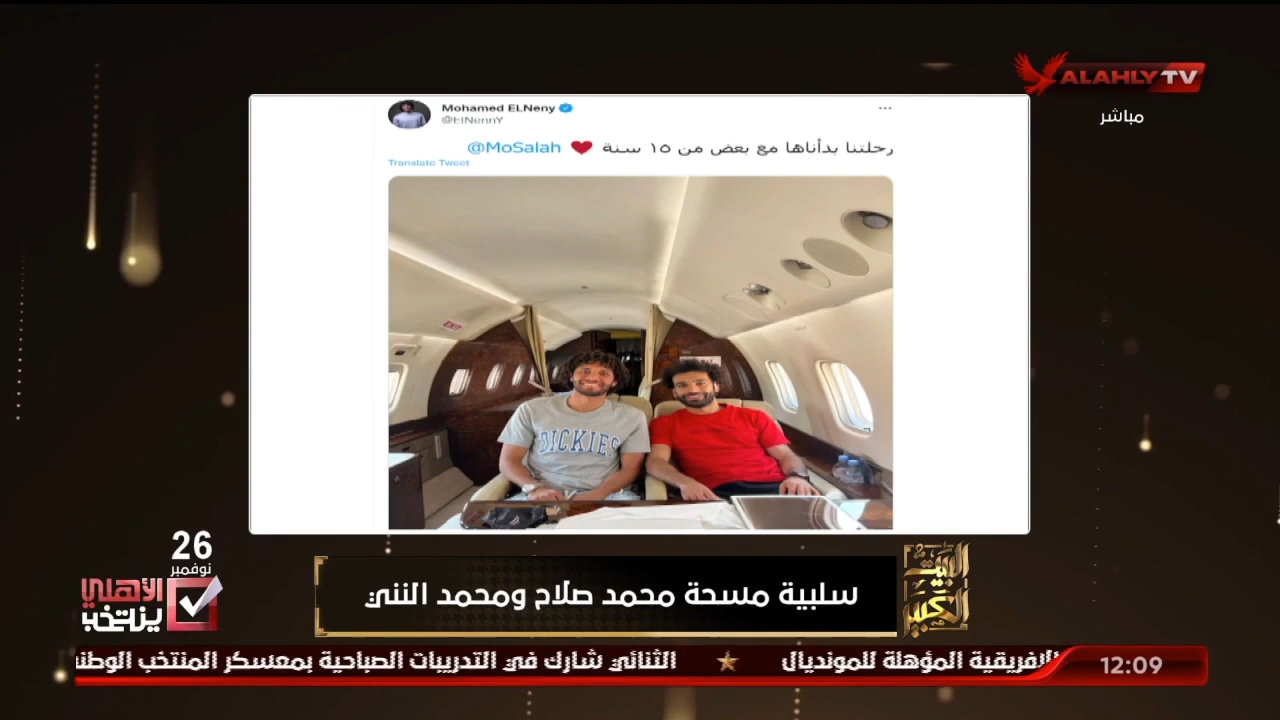 ALAHLY TV
مباشر
Mohamed ELNeny
@ElNennY
رحلتنا بدأناها مع بعض من ١٥ سنة ❤ @MoSalah
Translate Tweet
EXIT
DICKIES
26
نوفمبر
الأهلي
ينتخب
سلبية مسحة محمد صلاح ومحمد النني
البيت
الكبير
الافريقية المؤهلة للمونديال ★ الثنائي شارك في التدريبات الصباحية بمعسكر المنتخب
12:09